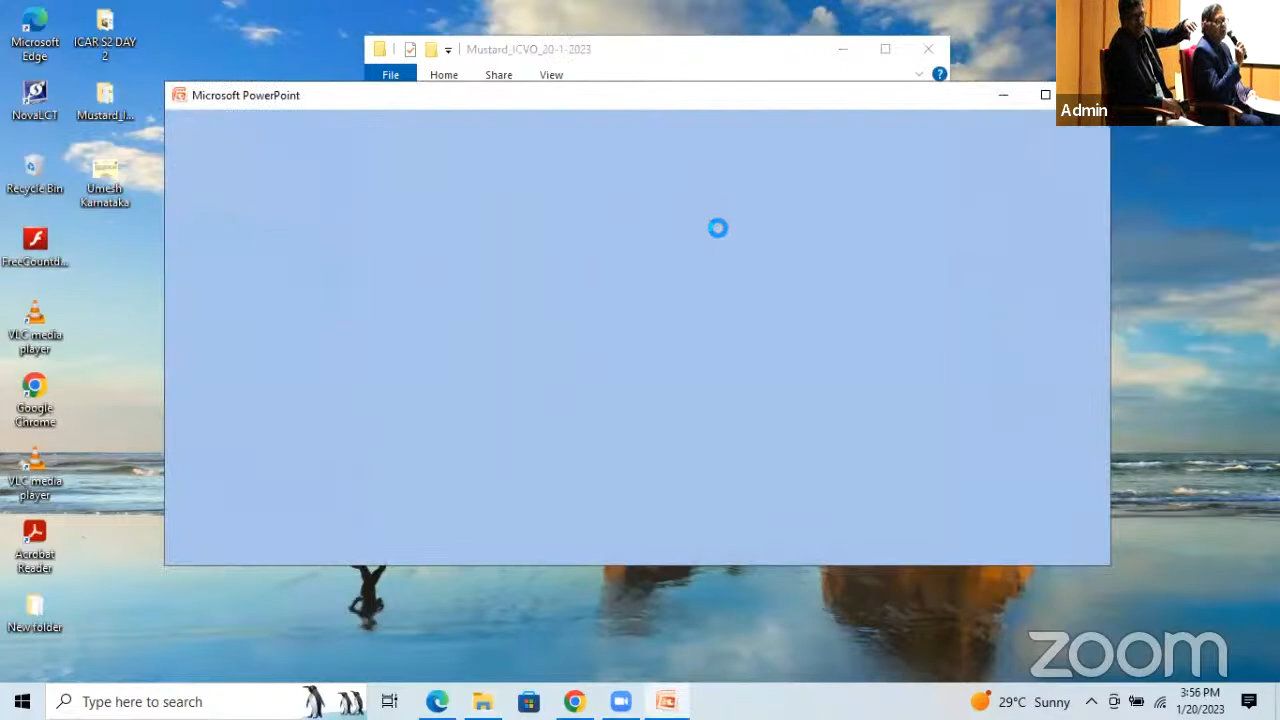 Microsoft
Edge
ICAR S2 DAY
2
NovaLCT
Mustard_I...
Recycle Bin
Umesh
Karnataka
FreeCountd...
VLC media
player
Google
Chrome
VLC media
player
Acrobat
Reader
New folder
Mustard_ICVO_20-1-2023
File Home Share View
?
Microsoft PowerPoint
Admin
zoom
Type here to search
29°C Sunny
3:56 PM
1/20/2023